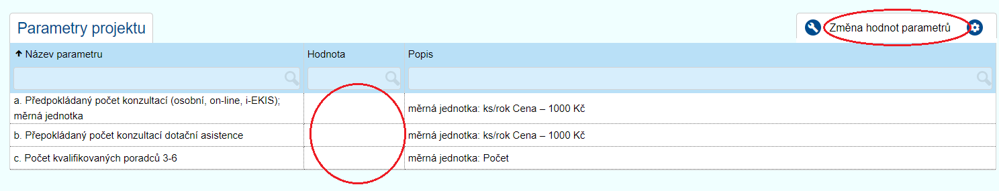 Parametry projektu
Změna hodnot parametrů
Název parametru
Hodnota
Popis
a. Předpokládaný počet konzultací (osobní, on-line, i-EKIS);
měrná jednotka
měrná jednotka: ks/rok Cena – 1000 Kč
b. Přepokládaný počet konzultací dotační asistence
měrná jednotka: ks/rok Cena – 1000 Kč
c. Počet kvalifikovaných poradců 3-6
měrná jednotka: Počet